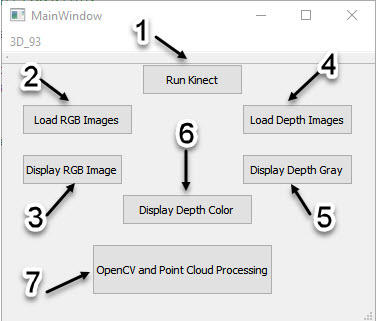 MainWindow
3D_93
1
Run Kinect
2
4
Load RGB Images
Load Depth Images
6
Display RGB Image
Display Depth Gray
3
5
Display Depth Color
7
OpenCV and Point Cloud Processing